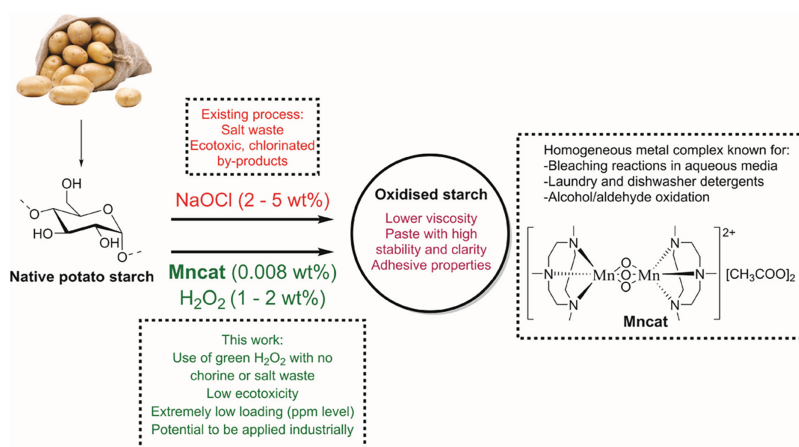 Existing process:
Salt waste
Ecotoxic, chlorinated
by-products
OH
O
O
HO
OH
O
Native potato starch
NaOCl (2 - 5 wt%)
Mncat (0.008 wt%)
H₂O₂ (1 - 2 wt%)
This work:
Use of green H₂O₂ with no
chorine or salt waste
Low ecotoxicity
Extremely low loading (ppm level)
Potential to be applied industrially
Oxidised starch
Lower viscosity
Paste with high
stability and clarity
Adhesive properties
Homogeneous metal complex known for:
-Bleaching reactions in aqueous media
-Laundry and dishwasher detergents
-Alcohol/aldehyde oxidation
2+
N N
N Mn O O O Mn N
N N
[CH₃COO]₂
Mncat